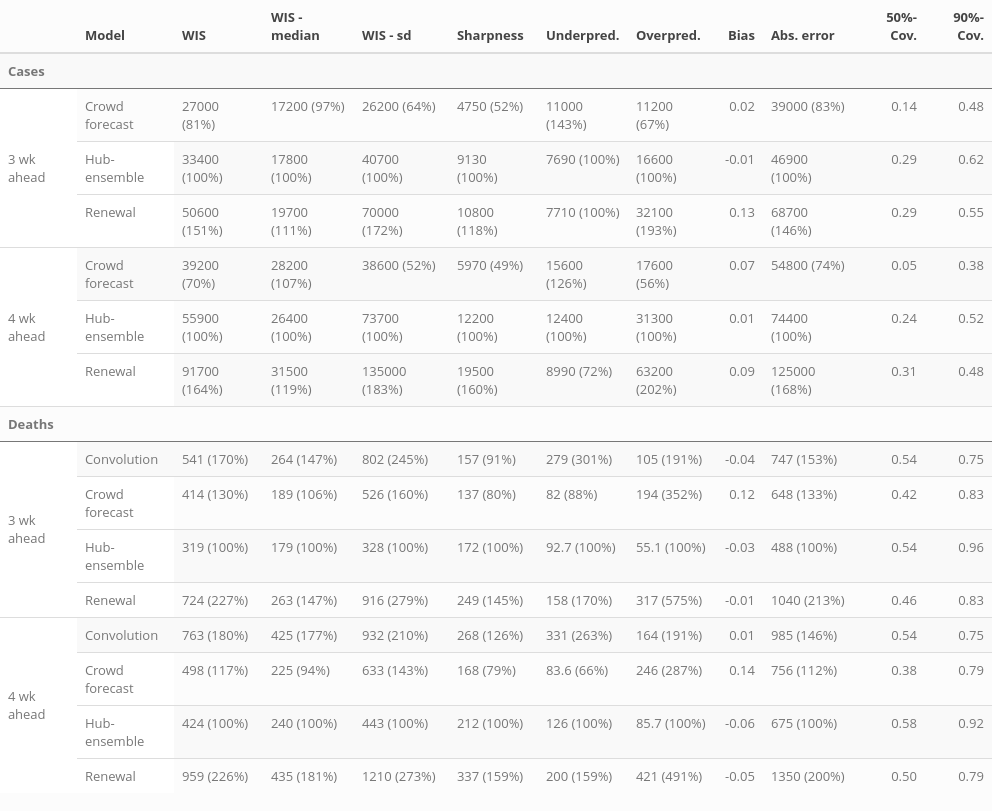 Model WIS WIS - median WIS - sd Sharpness Underpred. Overpred. Bias Abs. error 50%-Cov. 90%-Cov.
Cases
3 wk ahead
Crowd forecast 27000 (81%) 17200 (97%) 26200 (64%) 4750 (52%) 11000 (143%) 11200 (67%) 0.02 39000 (83%) 0.14 0.48
Hub-ensemble 33400 (100%) 17800 (100%) 40700 (100%) 9130 (100%) 7690 (100%) 16600 (100%) -0.01 46900 (100%) 0.29 0.62
Renewal 50600 (151%) 19700 (111%) 70000 (172%) 10800 (118%) 7710 (100%) 32100 (193%) 0.13 68700 (146%) 0.29 0.55
4 wk ahead
Crowd forecast 39200 (70%) 28200 (107%) 38600 (52%) 5970 (49%) 15600 (126%) 17600 (56%) 0.07 54800 (74%) 0.05 0.38
Hub-ensemble 55900 (100%) 26400 (100%) 73700 (100%) 12200 (100%) 12400 (100%) 31300 (100%) 0.01 74400 (100%) 0.24 0.52
Renewal 91700 (164%) 31500 (119%) 135000 (183%) 19500 (160%) 8990 (72%) 63200 (202%) 0.09 125000 (168%) 0.31 0.48
Deaths
3 wk ahead
Convolution 541 (170%) 264 (147%) 802 (245%) 157 (91%) 279 (301%) 105 (191%) -0.04 747 (153%) 0.54 0.75
Crowd forecast 414 (130%) 189 (106%) 526 (160%) 137 (80%) 82 (88%) 194 (352%) 0.12 648 (133%) 0.42 0.83
Hub-ensemble 319 (100%) 179 (100%) 328 (100%) 172 (100%) 92.7 (100%) 55.1 (100%) -0.03 488 (100%) 0.54 0.96
Renewal 724 (227%) 263 (147%) 916 (279%) 249 (145%) 158 (170%) 317 (575%) -0.01 1040 (213%) 0.46 0.83
4 wk ahead
Convolution 763 (180%) 425 (177%) 932 (210%) 268 (126%) 331 (263%) 164 (191%) 0.01 985 (146%) 0.54 0.75
Crowd forecast 498 (117%) 225 (94%) 633 (143%) 168 (79%) 83.6 (66%) 246 (287%) 0.14 756 (112%) 0.38 0.79
Hub-ensemble 424 (100%) 240 (100%) 443 (100%) 212 (100%) 126 (100%) 85.7 (100%) -0.06 675 (100%) 0.58 0.92
Renewal 959 (226%) 435 (181%) 1210 (273%) 337 (159%) 200 (159%) 421 (491%) -0.05 1350 (200%) 0.50 0.79